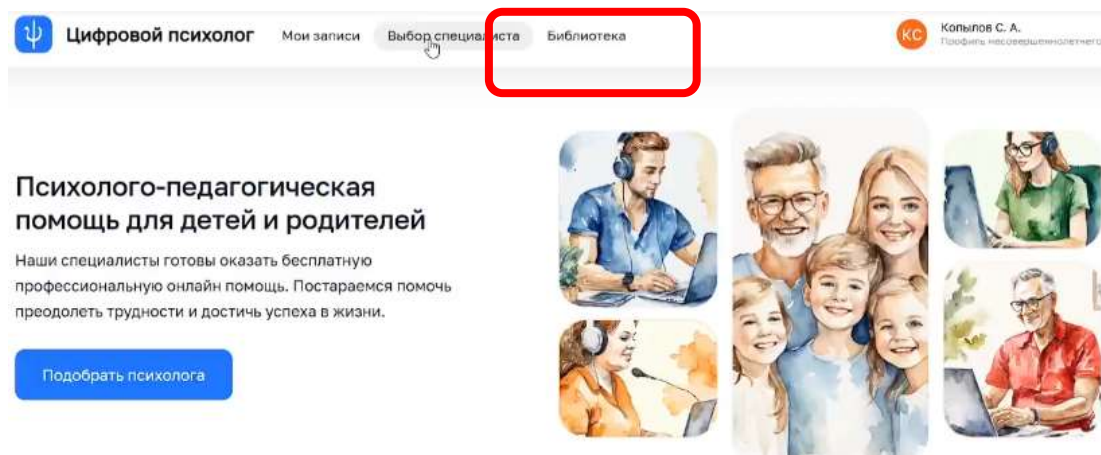 Ψ Цифровой психолог Мои записи Выбор специалиста Библиотека КС Копылов С. А.
Профиль несовершеннолетнего
Психолого-педагогическая
помощь для детей и родителей
Наши специалисты готовы оказать бесплатную
профессиональную онлайн помощь. Постараемся помочь
преодолеть трудности и достичь успеха в жизни.
Подобрать психолога